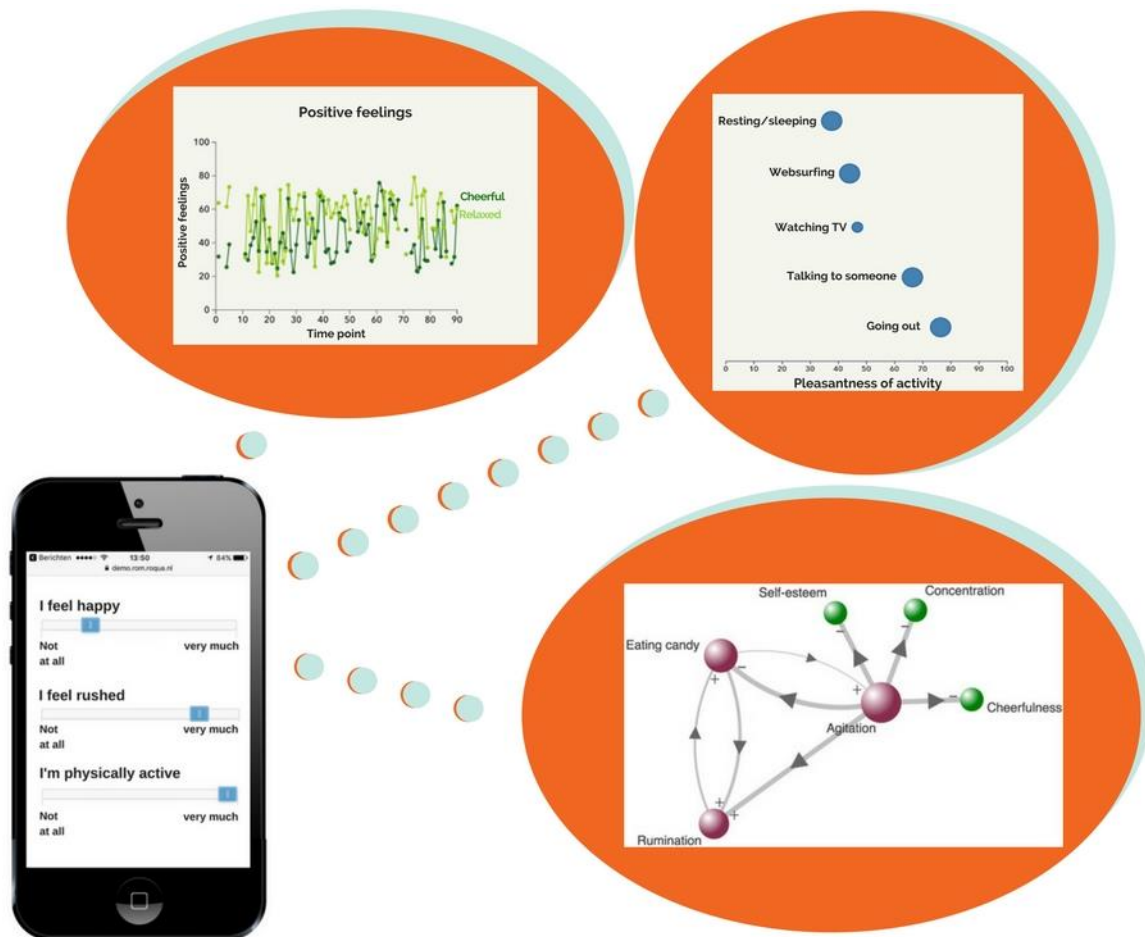 Positive feelings
100
80
60
40
20
0
Positive feelings
Cheerful
Relaxed
0 10 20 30 40 50 60 70 80 90
Time point
Resting/sleeping
Websurfing
Watching TV
Talking to someone
Going out
0 10 20 30 40 50 60 70 80 90 100
Pleasantness of activity
Berichten 13:50 64%
demo.rom.roqua.nl
I feel happy
Not very much
at all
I feel rushed
Not very much
at all
I'm physically active
Not very much
at all
Self-esteem
Concentration
Eating candy
Cheerfulness
Agitation
Rumination
+
-
+
-
-
-
+
+